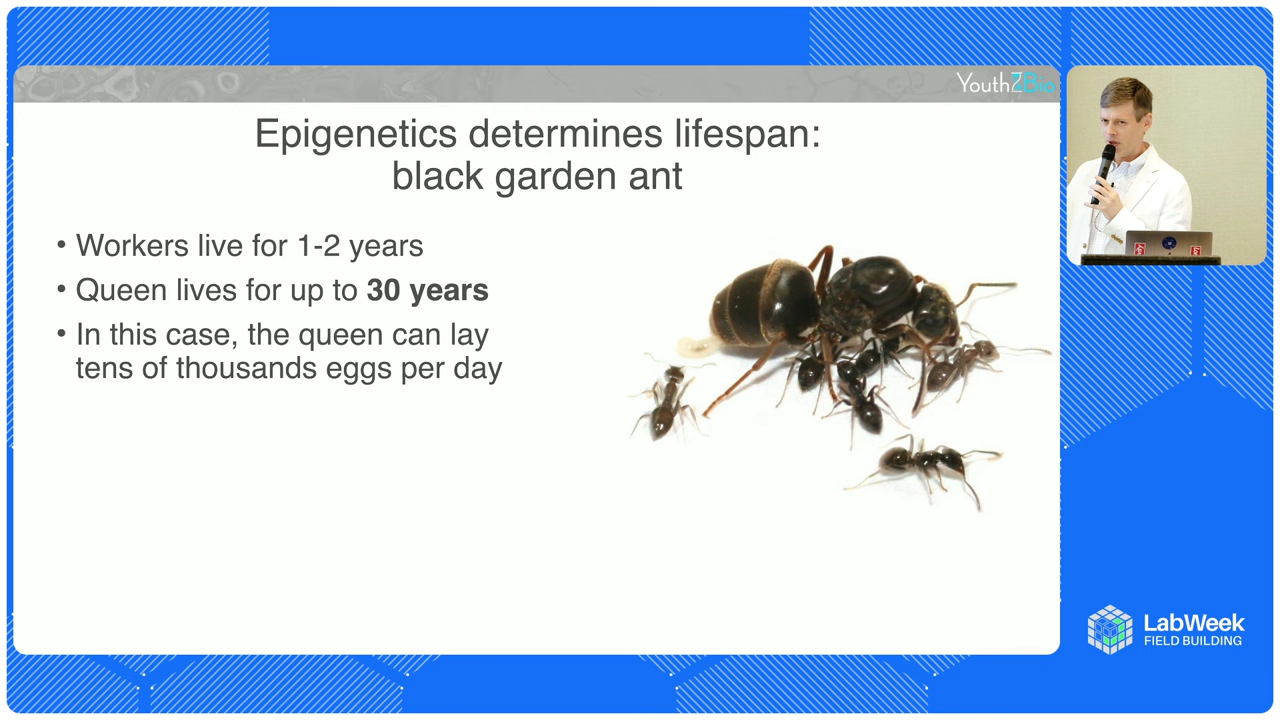 YouthZBio
Epigenetics determines lifespan:
black garden ant
• Workers live for 1-2 years
• Queen lives for up to 30 years
• In this case, the queen can lay
tens of thousands eggs per day
LabWeek
FIELD BUILDING